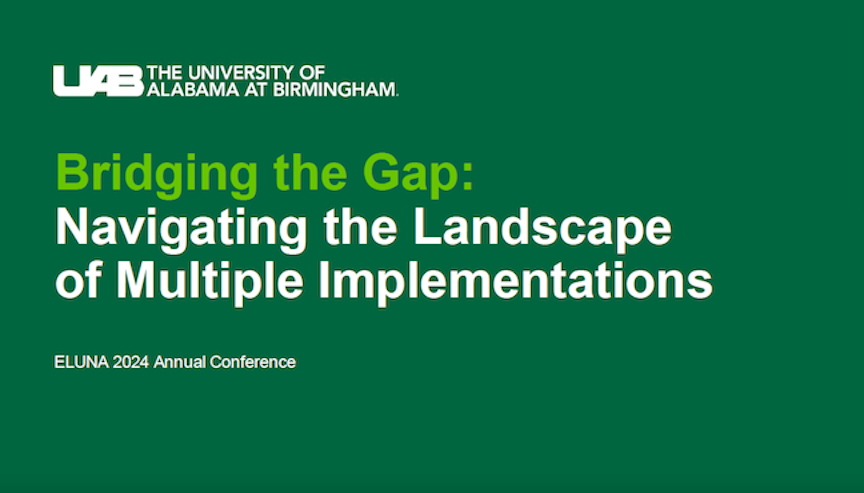 UAB THE UNIVERSITY OF
ALABAMA AT BIRMINGHAM.
Bridging the Gap:
Navigating the Landscape
of Multiple Implementations
ELUNA 2024 Annual Conference